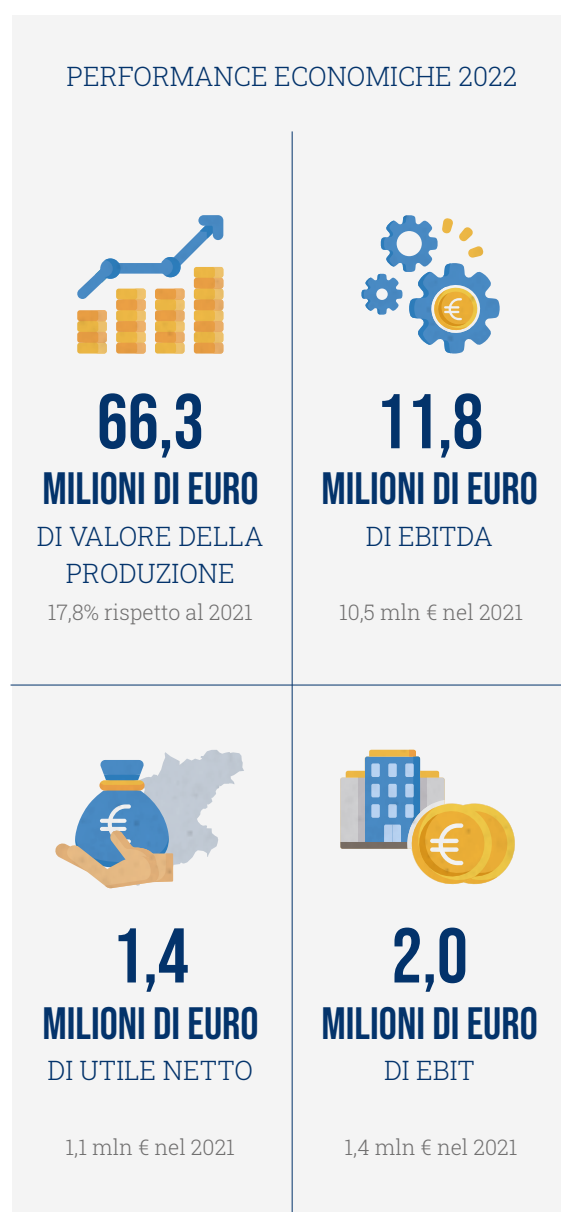 PERFORMANCE ECONOMICHE 2022
66,3
MILIONI DI EURO
DI VALORE DELLA
PRODUZIONE
17,8% rispetto al 2021
11,8
MILIONI DI EURO
DI EBITDA
10,5 mln € nel 2021
1,4
MILIONI DI EURO
DI UTILE NETTO
1,1 mln € nel 2021
2,0
MILIONI DI EURO
DI EBIT
1,4 mln € nel 2021